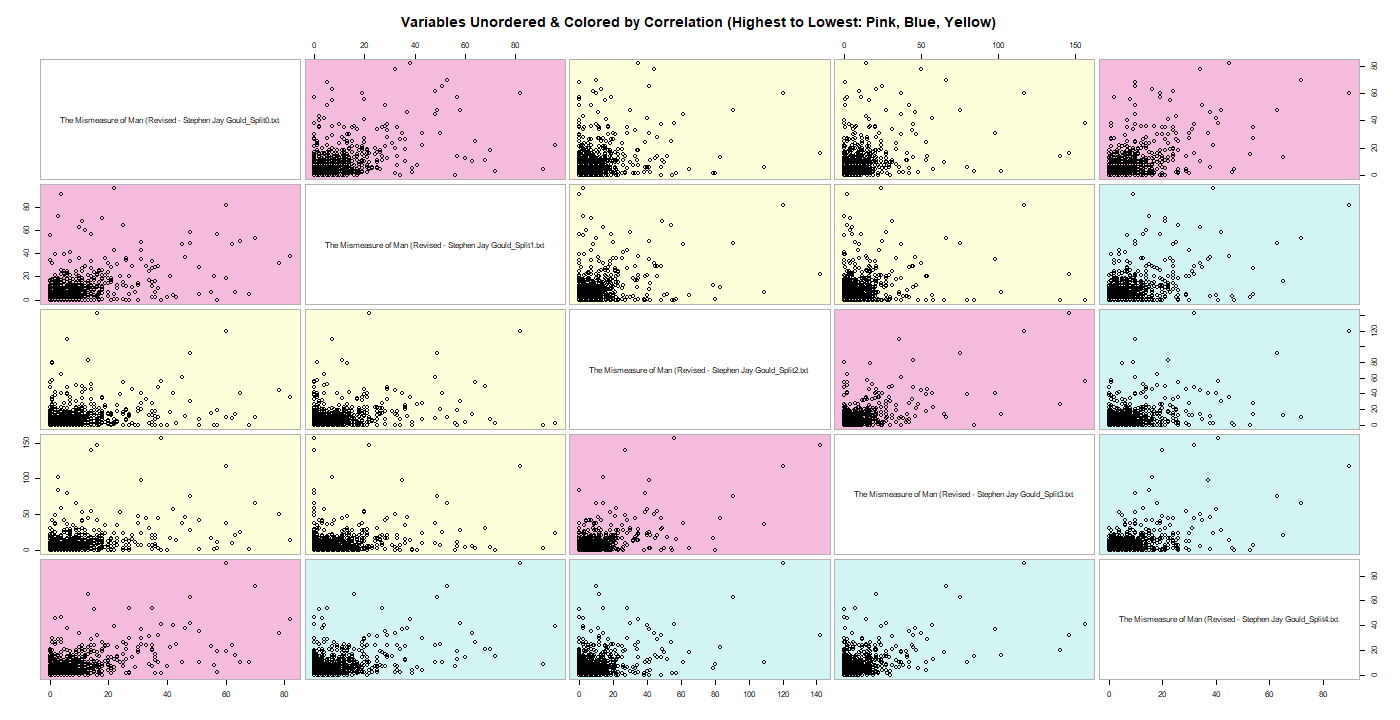 Variables Unordered & Colored by Correlation (Highest to Lowest: Pink, Blue, Yellow)
0 20 40 60 80
0 50 100 150
The Mismeasure of Man (Revised - Stephen Jay Gould_Split0.txt
0 20 40 60 80
The Mismeasure of Man (Revised - Stephen Jay Gould_Split1.txt
0 20 40 60 80
The Mismeasure of Man (Revised - Stephen Jay Gould_Split2.txt
0 20 40 60 80 120
The Mismeasure of Man (Revised - Stephen Jay Gould_Split3.txt
0 50 100 150
The Mismeasure of Man (Revised - Stephen Jay Gould_Split4.txt
0 20 40 60 80
0 20 40 60 80
0 20 40 60 80 100 120 140
0 20 40 60 80